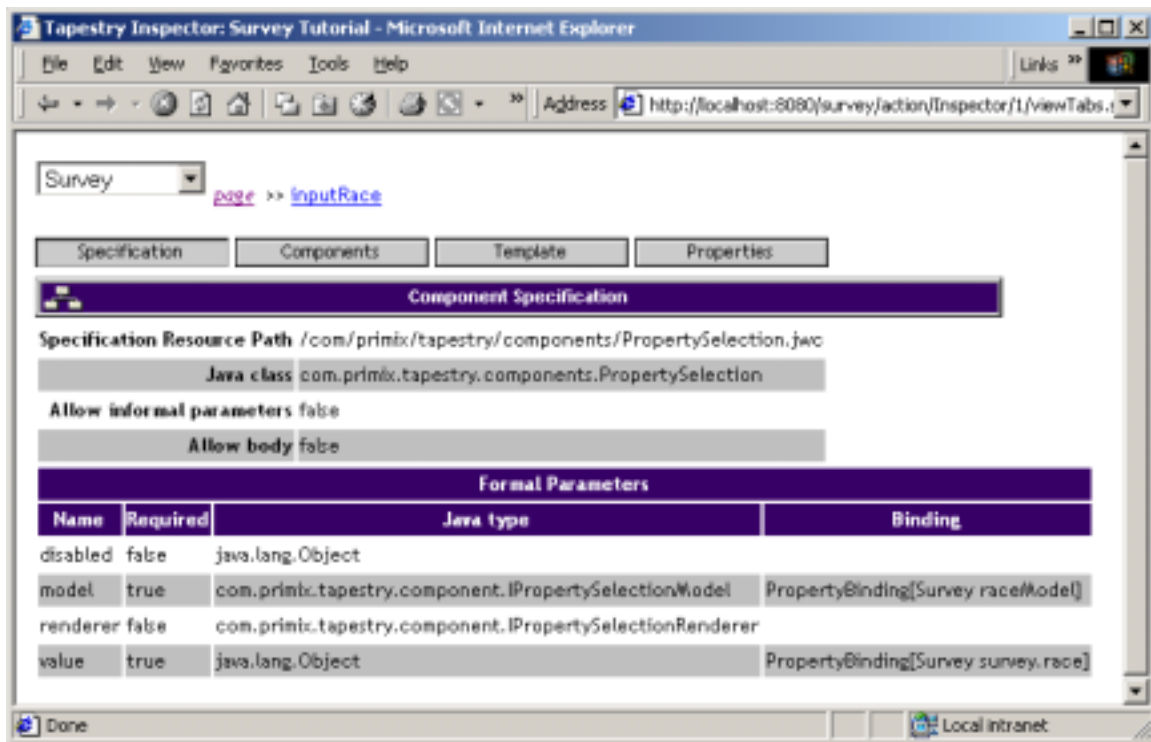 Tapestry Inspector: Survey Tutorial - Microsoft Internet Explorer
File Edit View Favorites Tools Help Links »
» Address http://localhost:8080/survey/action/Inspector/1/viewTabs.
Survey page >> inputRace
Specification Components Template Properties
Component Specification
Specification Resource Path /com/primix/tapestry/components/PropertySelection.jwc
Java class com.primix.tapestry.components.PropertySelection
Allow informal parameters false
Allow body false
Formal Parameters
Name Required Java type Binding
disabled false java.lang.Object
model true com.primix.tapestry.component.IPropertySelectionModel PropertyBinding[Survey raceModel]
renderer false com.primix.tapestry.component.IPropertySelectionRenderer
value true java.lang.Object PropertyBinding[Survey survey.race]
Done Local intranet